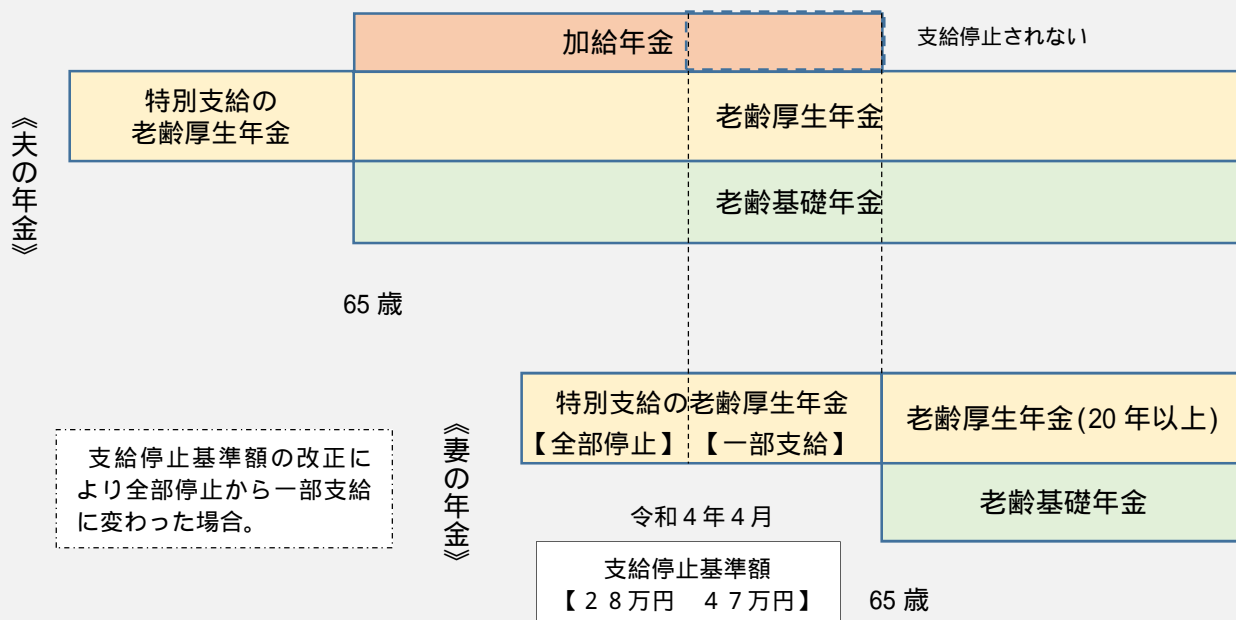 加給年金
支給停止されない
特別支給の
老齢厚生年金
老齢厚生年金
《夫の年金》
老齢基礎年金
65 歳
特別支給の老齢厚生年金
【全部停止】【一部支給】
老齢厚生年金(20 年以上)
《妻の年金》
支給停止基準額の改正に
より全部停止から一部支給
に変わった場合。
老齢基礎年金
令和４年４月
支給停止基準額
【２８万円　４７万円】
65 歳